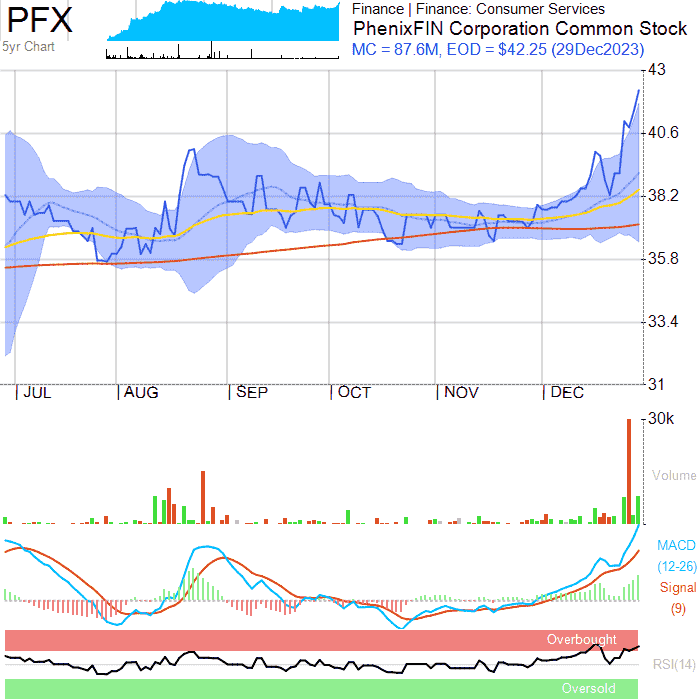 PFX
5yr Chart
Finance | Finance: Consumer Services
PhenixFIN Corporation Common Stock
MC = 87.6M, EOD = $42.25 (29Dec2023)
43
40.6
38.2
35.8
33.4
31
JUL
AUG
SEP
OCT
NOV
DEC
30k
Volume
MACD
(12-26)
Signal
(9)
Overbought
RSI(14)
Oversold